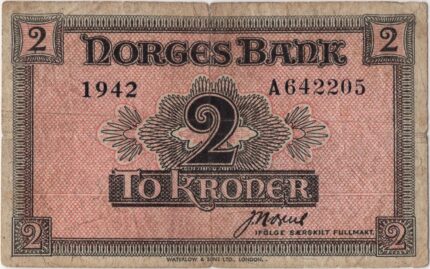 2 NORGES BANK 2
1942 A642205
2
TO KRONER
IFØLGE SÆRSKILT FULLMAKT.
2 2
WATERLOW & SONS LTD., LONDON.